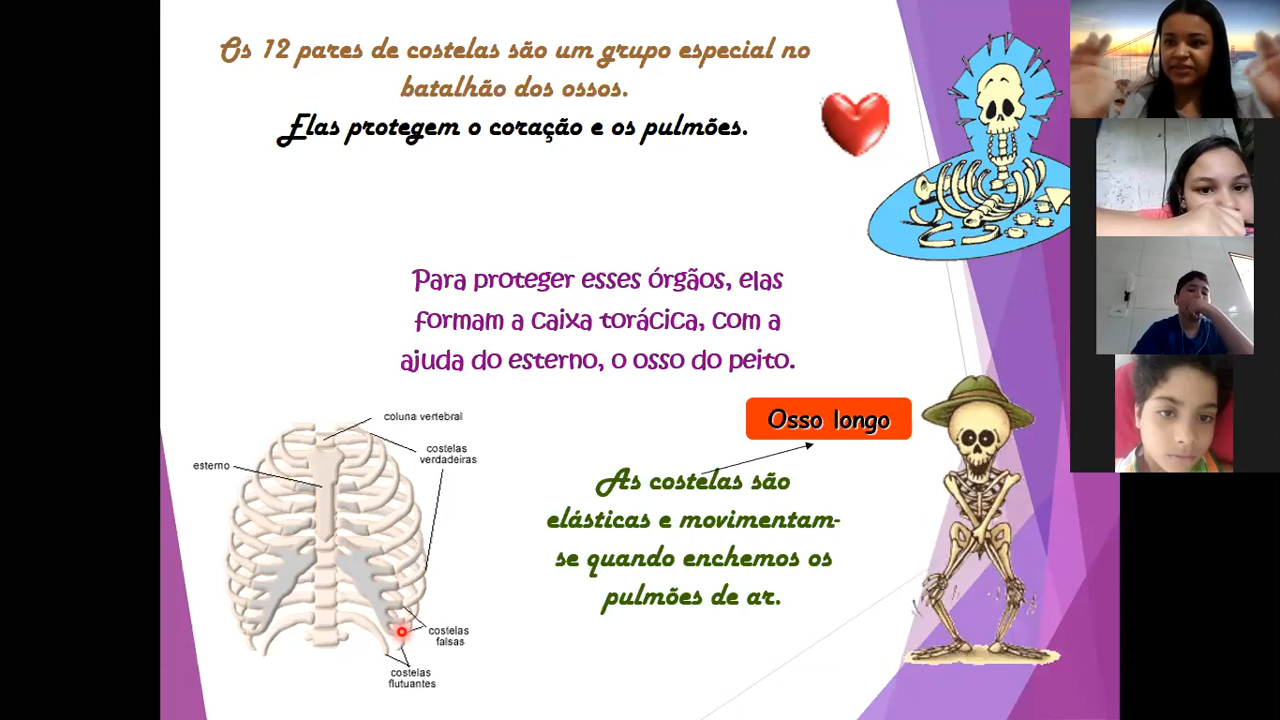 Os 12 pares de costelas são um grupo especial no
batalhão dos ossos.
Elas protegem o coração e os pulmões.
Para proteger esses órgãos, elas
formam a caixa torácica, com a
ajuda do esterno, o osso do peito.
coluna vertebral
costelas
verdadeiras
esterno
costelas
falsas
costelas
flutuantes
Osso longo
As costelas são
elásticas e movimentam-
se quando enchemos os
pulmões de ar.